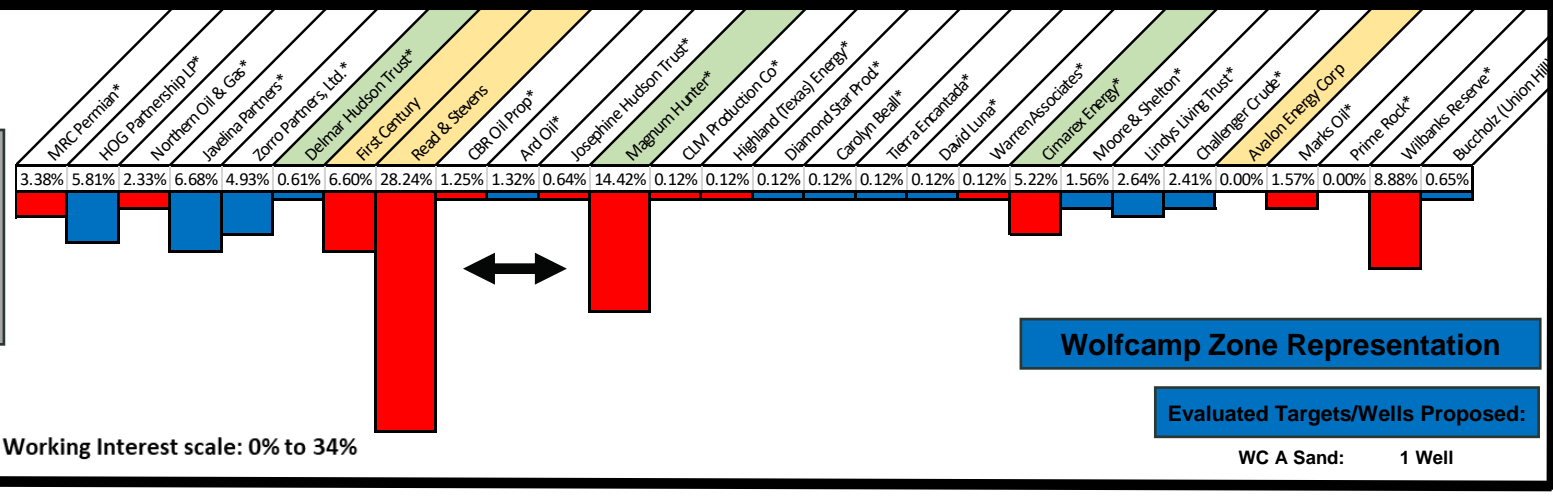 MRC Permian*
HOG Partnership LP*
Northern Oil & Gas*
Javelina Partners*
Zorro Partners, Ltd.*
Delmar Hudson Trust*
First Century
Read & Stevens
CBR Oil Prop*
Ard Oil*
Josephine Hudson Trust*
Magnum Hunter*
CLM Production Co*
Highland (Texas) Energy*
Diamond Star Prod.*
Carolyn Beall*
Tierra Encantada*
David Luna*
Warren Associates*
Cimarex Energy*
Moore & Shelton*
Lindys Living Trust*
Challenger Crude*
Avalon Energy Corp
Marks Oil*
Prime Rock*
Wilbanks Reserve*
Buccholz (Union Hill)
3.38% 5.81% 2.33% 6.68% 4.93% 0.61% 6.60% 28.24% 1.25% 1.32% 0.64% 14.42% 0.12% 0.12% 0.12% 0.12% 0.12% 0.12% 0.12% 5.22% 1.56% 2.64% 2.41% 0.00% 1.57% 0.00% 8.88% 0.65%
Wolfcamp Zone Representation
Evaluated Targets/Wells Proposed:
Working Interest scale: 0% to 34%
WC A Sand: 1 Well